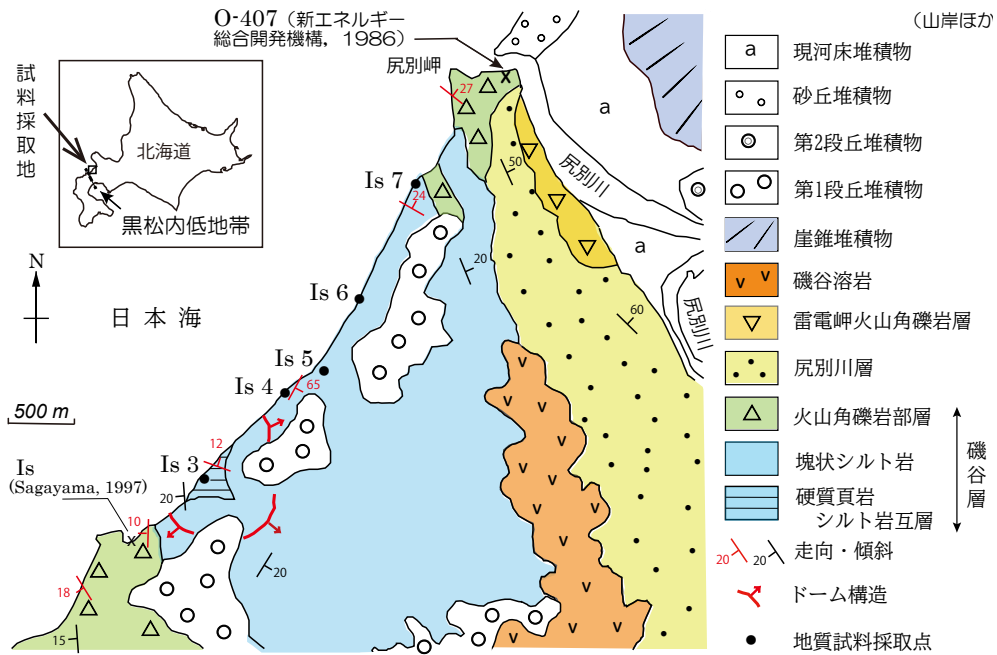 O-407（新エネルギー
総合開発機構，1986）
（山岸ほか
尻別岬
試料採取地
北海道
黒松内低地帯
N
日本海
500 m
Is 7
Is 6
Is 5
Is 4
Is 3
Is
(Sagayama, 1997)
27
24
65
12
10
18
20
20
20
15
50
60
a
a
尻別川
尻別川
a 現河床堆積物
砂丘堆積物
第2段丘堆積物
第1段丘堆積物
崖錐堆積物
磯谷溶岩
雷電岬火山角礫岩層
尻別川層
火山角礫岩部層
塊状シルト岩
硬質頁岩
シルト岩互層
磯谷層
20 20 走向・傾斜
ドーム構造
地質試料採取点